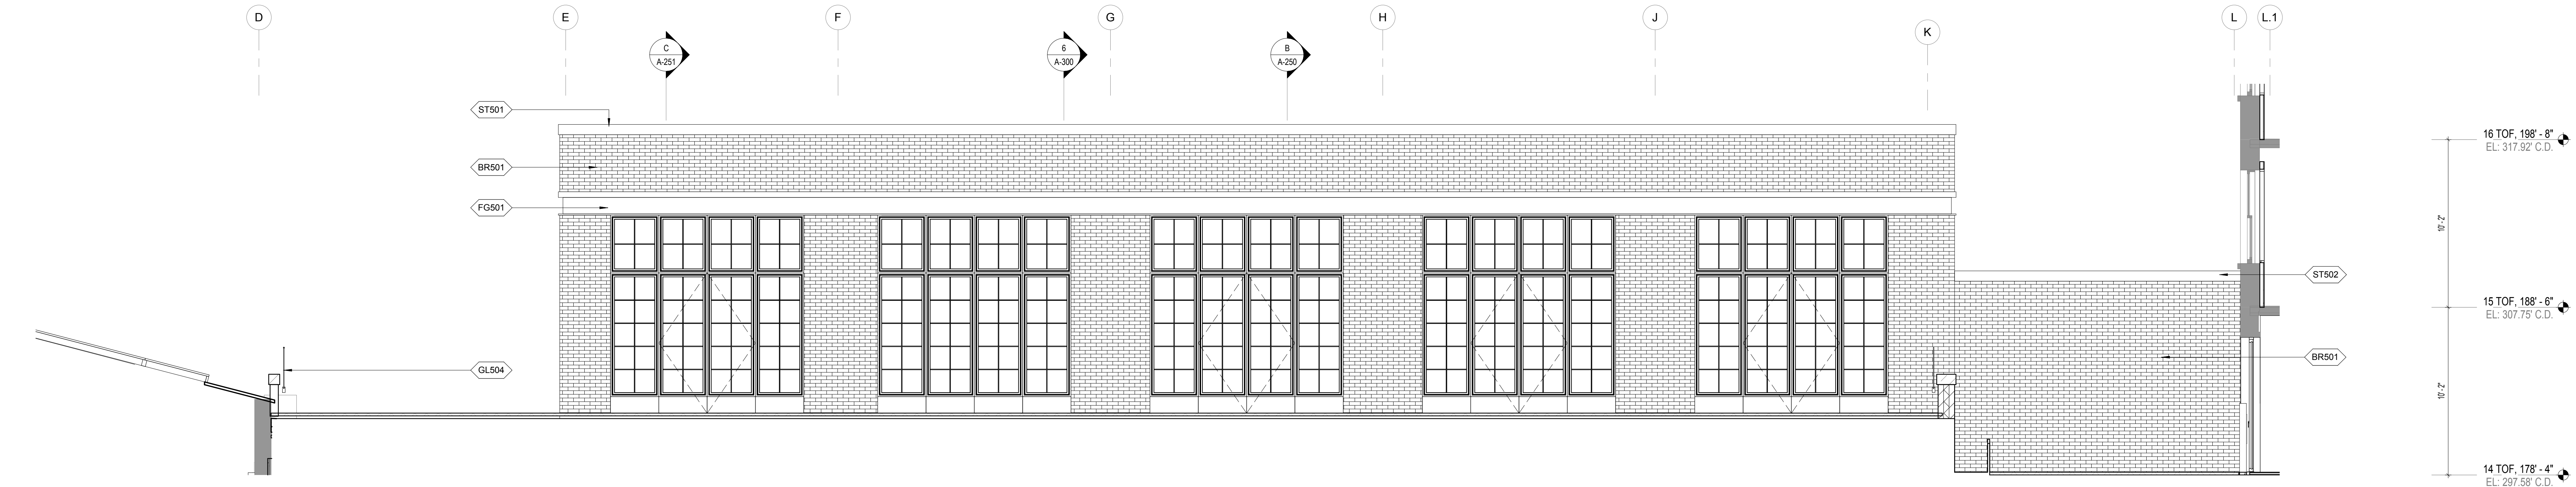 D
E
F
G
H
J
K
L
L.1
C
A-251
6
A-300
B
A-250
ST501
BR501
FG501
GL504
16 TOF, 198' - 8"
EL: 317.92' C.D.
10' - 2"
ST502
15 TOF, 188' - 6"
EL: 307.75' C.D.
BR501
10' - 2"
14 TOF, 178' - 4"
EL: 297.58' C.D.